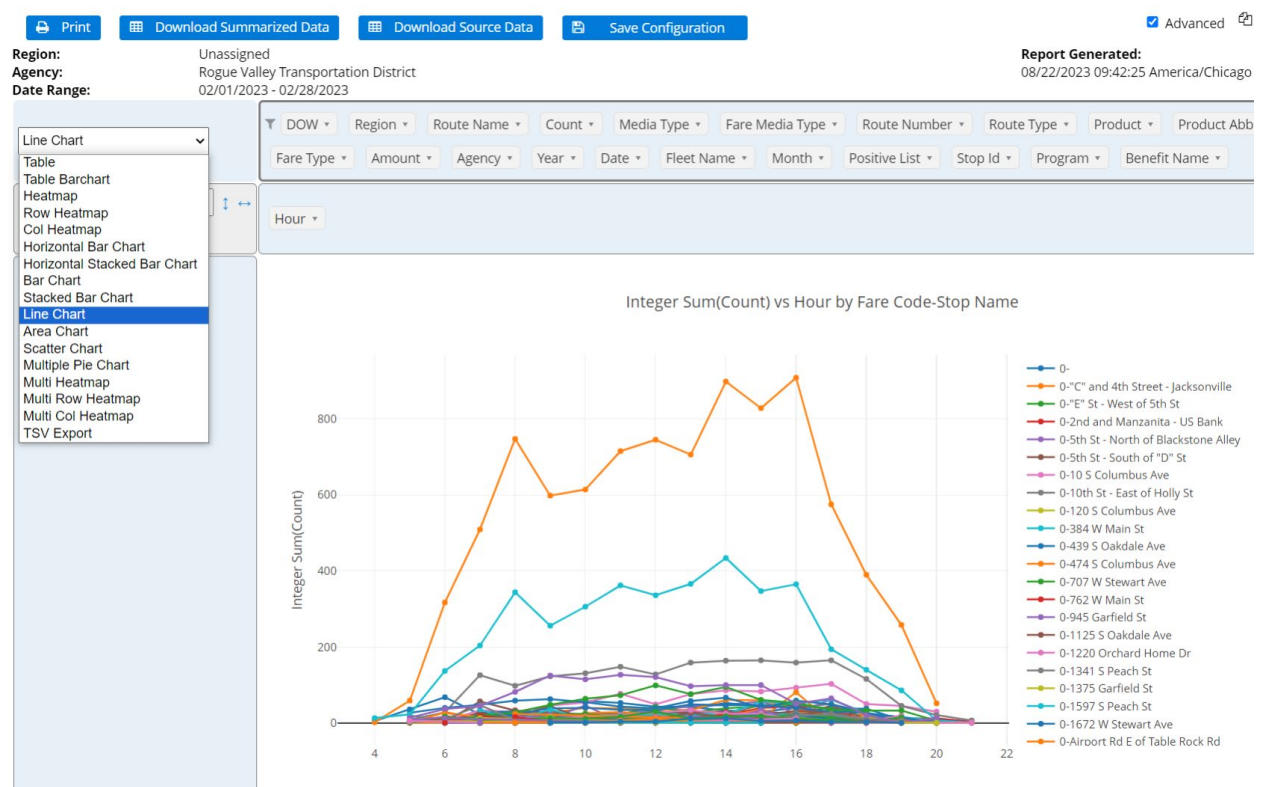 Print Download Summarized Data Download Source Data Save Configuration Advanced
Region: Unassigned Report Generated:
Agency: Rogue Valley Transportation District 08/22/2023 09:42:25 America/Chicago
Date Range: 02/01/2023 - 02/28/2023
DOW Region Route Name Count Media Type Fare Media Type Route Number Route Type Product Product Abb
Fare Type Amount Agency Year Date Fleet Name Month Positive List Stop Id Program Benefit Name
Line Chart
Table
Table Barchart
Heatmap
Row Heatmap
Col Heatmap
Horizontal Bar Chart
Horizontal Stacked Bar Chart
Bar Chart
Stacked Bar Chart
Line Chart
Area Chart
Scatter Chart
Multiple Pie Chart
Multi Heatmap
Multi Row Heatmap
Multi Col Heatmap
TSV Export
Hour
Integer Sum(Count) vs Hour by Fare Code-Stop Name
Integer Sum(Count)
800
600
400
200
0
4 6 8 10 12 14 16 18 20 22
0-
0-"C" and 4th Street - Jacksonville
0-"E" St - West of 5th St
0-2nd and Manzanita - US Bank
0-5th St - North of Blackstone Alley
0-5th St - South of "D" St
0-10 S Columbus Ave
0-10th St - East of Holly St
0-120 S Columbus Ave
0-384 W Main St
0-439 S Oakdale Ave
0-474 S Columbus Ave
0-707 W Stewart Ave
0-762 W Main St
0-945 Garfield St
0-1125 S Oakdale Ave
0-1220 Orchard Home Dr
0-1341 S Peach St
0-1375 Garfield St
0-1597 S Peach St
0-1672 W Stewart Ave
0-Airport Rd E of Table Rock Rd